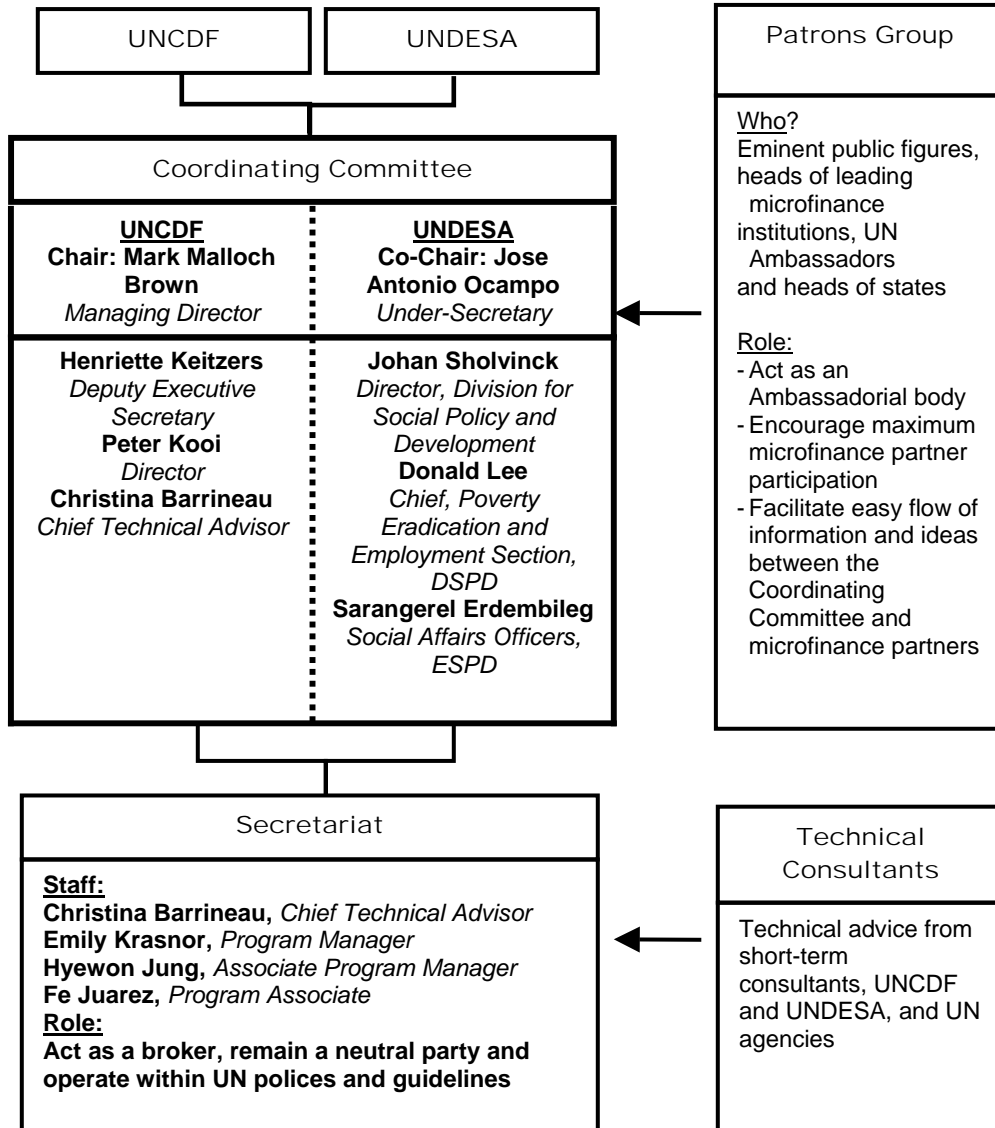 UNCDF
UNDESA
Coordinating Committee
UNCDF
Chair: Mark Malloch
Brown
Managing Director
UNDESA
Co-Chair: Jose
Antonio Ocampo
Under-Secretary
Henriette Keitzers
Deputy Executive
Secretary
Peter Kooi
Director
Christina Barrineau
Chief Technical Advisor
Johan Sholvinck
Director, Division for
Social Policy and
Development
Donald Lee
Chief, Poverty
Eradication and
Employment Section,
DSPD
Sarangerel Erdembileg
Social Affairs Officers,
ESPD
Patrons Group
Who?
Eminent public figures,
heads of leading
microfinance
institutions, UN
Ambassadors
and heads of states
Role:
- Act as an
Ambassadorial body
- Encourage maximum
microfinance partner
participation
- Facilitate easy flow of
information and ideas
between the
Coordinating
Committee and
microfinance partners
Secretariat
Staff:
Christina Barrineau, Chief Technical Advisor
Emily Krasnor, Program Manager
Hyewon Jung, Associate Program Manager
Fe Juarez, Program Associate
Role:
Act as a broker, remain a neutral party and
operate within UN polices and guidelines
Technical
Consultants
Technical advice from
short-term
consultants, UNCDF
and UNDESA, and UN
agencies